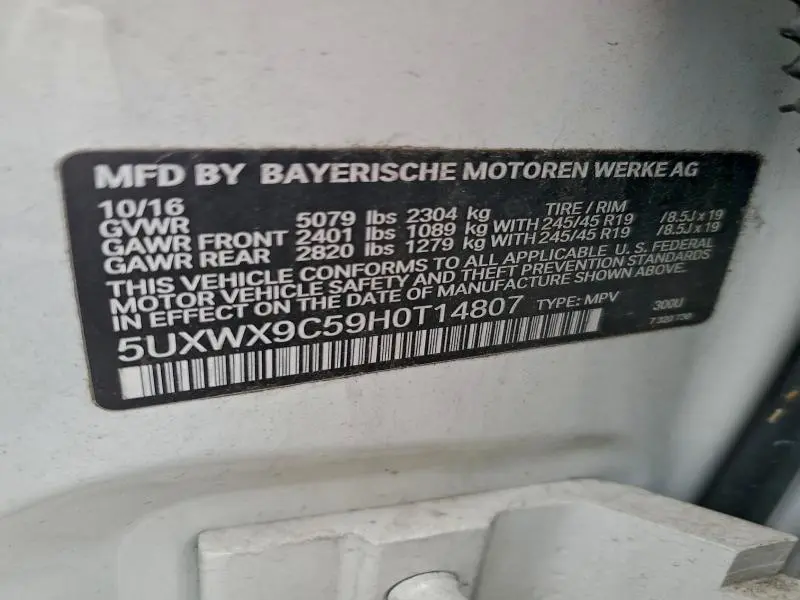 MFD BY BAYERISCHE MOTOREN WERKE AG
10/16 TIRE / RIM
GVWR 5079 lbs 2304 kg
GAWR FRONT 2401 lbs 1089 kg WITH 245/45 R19 /8.5J x 19
GAWR REAR 2820 lbs 1279 kg WITH 245/45 R19 /8.5J x 19
THIS VEHICLE CONFORMS TO ALL APPLICABLE U. S. FEDERAL
MOTOR VEHICLE SAFETY AND THEFT PREVENTION STANDARDS
IN EFFECT ON THE DATE OF MANUFACTURE SHOWN ABOVE.
5UXWX9C59H0T14807 TYPE: MPV 300U